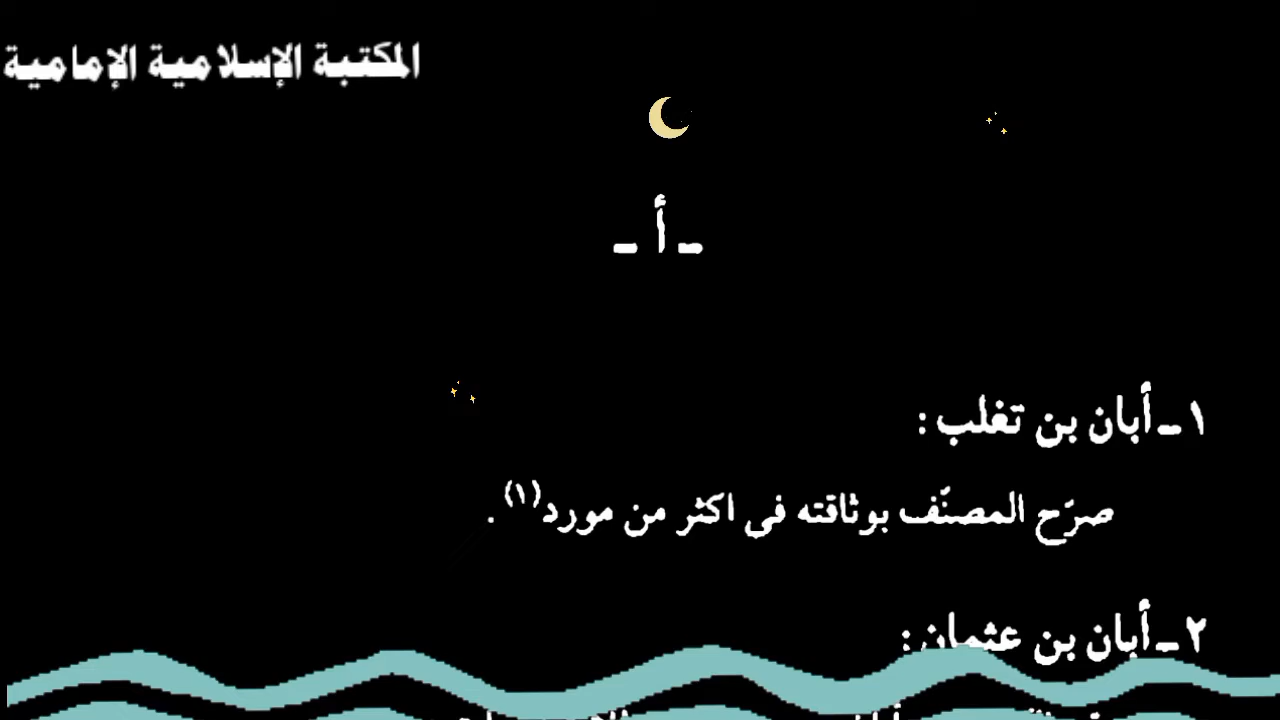 المكتبة الإسلامية الإمامية
ـ أ ـ
١ ـ أبان بن تغلب :
صرّح المصنّف بوثاقته في اكثر من مورد(١) .
٢ ـ أبان بن عثمان :